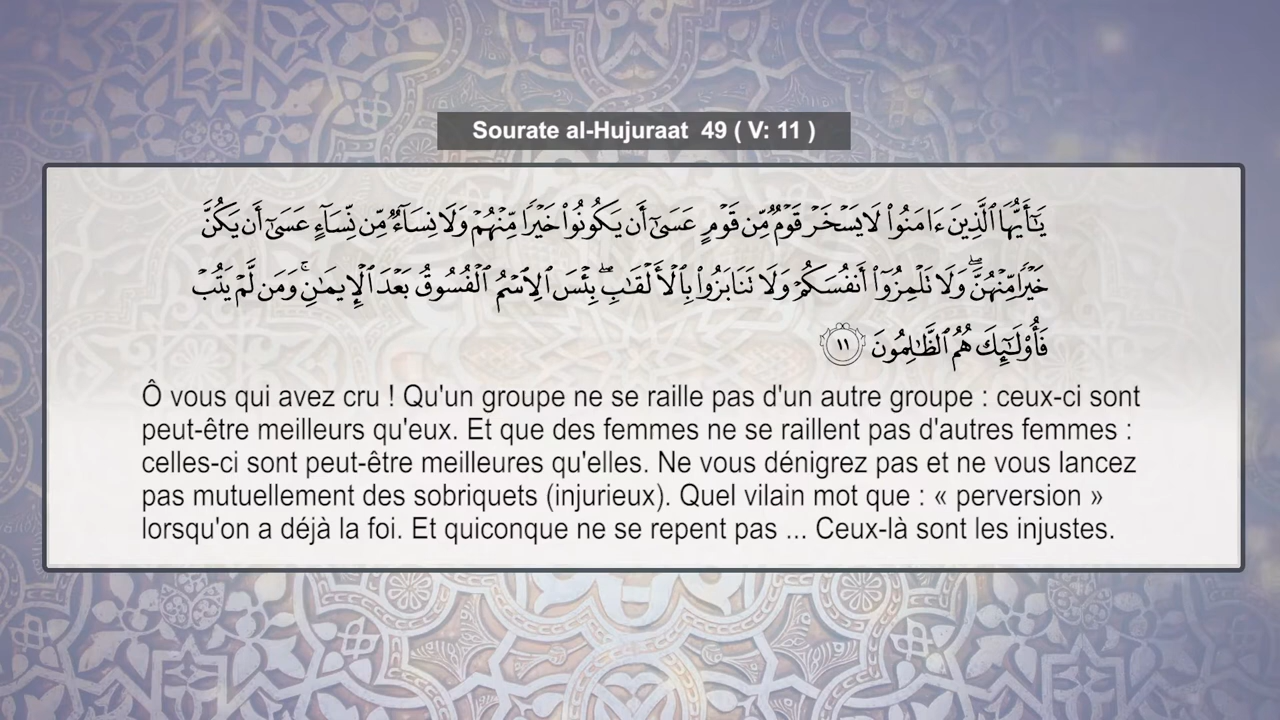 Sourate al-Hujuraat 49 ( V: 11 )
يَـٰٓأَيُّهَا ٱلَّذِينَ ءَامَنُوا۟ لَا يَسْخَرْ قَوْمٌ مِّن قَوْمٍ عَسَىٰٓ أَن يَكُونُوا۟ خَيْرًا مِّنْهُمْ وَلَا نِسَآءٌ مِّن نِّسَآءٍ عَسَىٰٓ أَن يَكُنَّ
خَيْرًا مِّنْهُنَّ ۖ وَلَا تَلْمِزُوٓا۟ أَنفُسَكُمْ وَلَا تَنَابَزُوا۟ بِٱلْأَلْقَـٰبِ ۖ بِئْسَ ٱلِٱسْمُ ٱلْفُسُوقُ بَعْدَ ٱلْإِيمَـٰنِ ۚ وَمَن لَّمْ يَتُبْ
فَأُو۟لَـٰٓئِكَ هُمُ ٱلظَّـٰلِمُونَ ١١
Ô vous qui avez cru ! Qu'un groupe ne se raille pas d'un autre groupe : ceux-ci sont
peut-être meilleurs qu'eux. Et que des femmes ne se raillent pas d'autres femmes :
celles-ci sont peut-être meilleures qu'elles. Ne vous dénigrez pas et ne vous lancez
pas mutuellement des sobriquets (injurieux). Quel vilain mot que : « perversion »
lorsqu'on a déjà la foi. Et quiconque ne se repent pas ... Ceux-là sont les injustes.